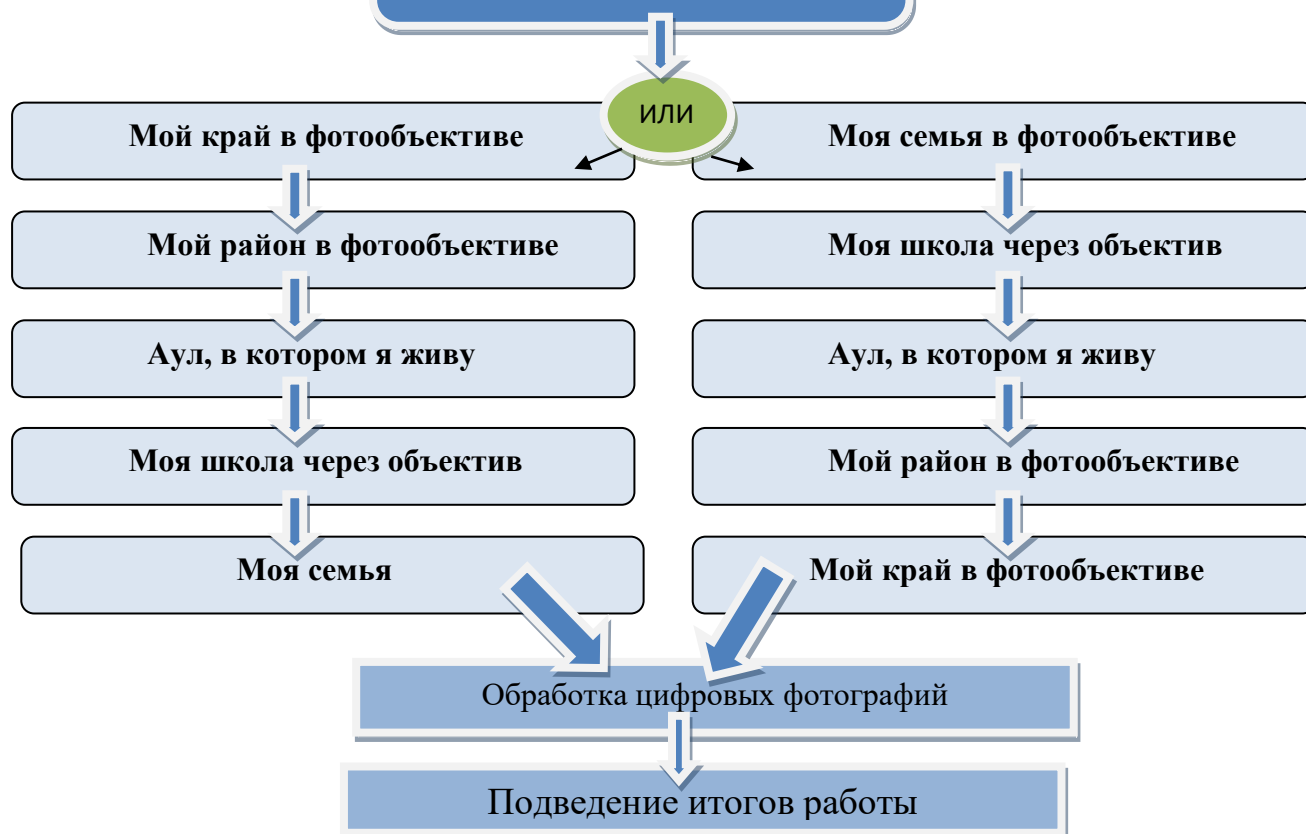 ИЛИ
Мой край в фотообъективе
Мой район в фотообъективе
Аул, в котором я живу
Моя школа через объектив
Моя семья
Моя семья в фотообъективе
Моя школа через объектив
Аул, в котором я живу
Мой район в фотообъективе
Мой край в фотообъективе
Обработка цифровых фотографий
Подведение итогов работы